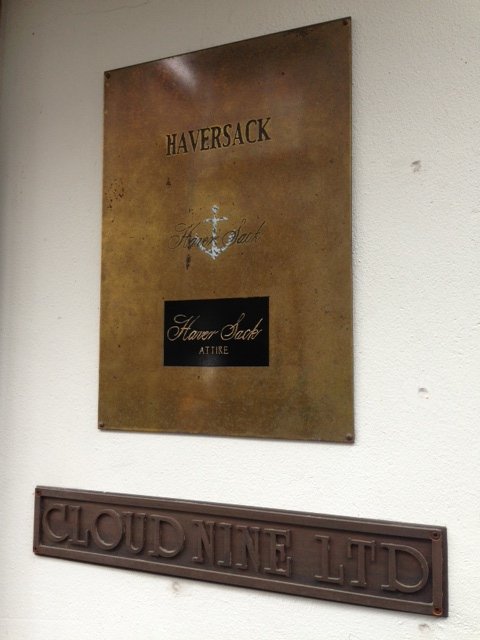 HAVERSACK
Haver Sack
Haver Sack
ATTIRE
CLOUD NINE LTD